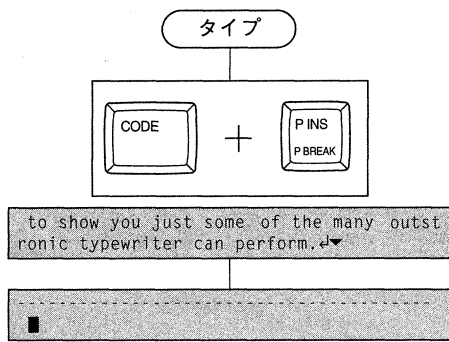 タイプ
CODE + P INS
P BREAK
to show you just some of the many outst
ronic typewriter can perform.↵▼